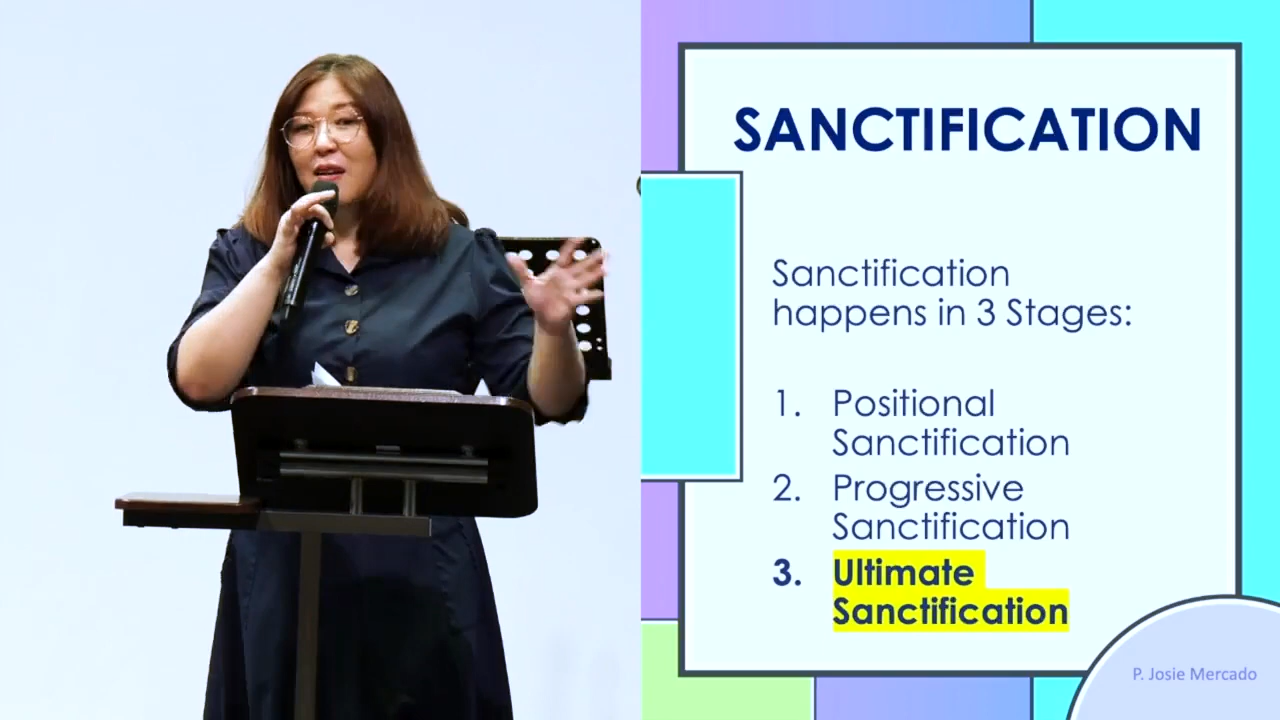 SANCTIFICATION
Sanctification
happens in 3 Stages:
1. Positional
Sanctification
2. Progressive
Sanctification
3. Ultimate
Sanctification
P. Josie Mercado